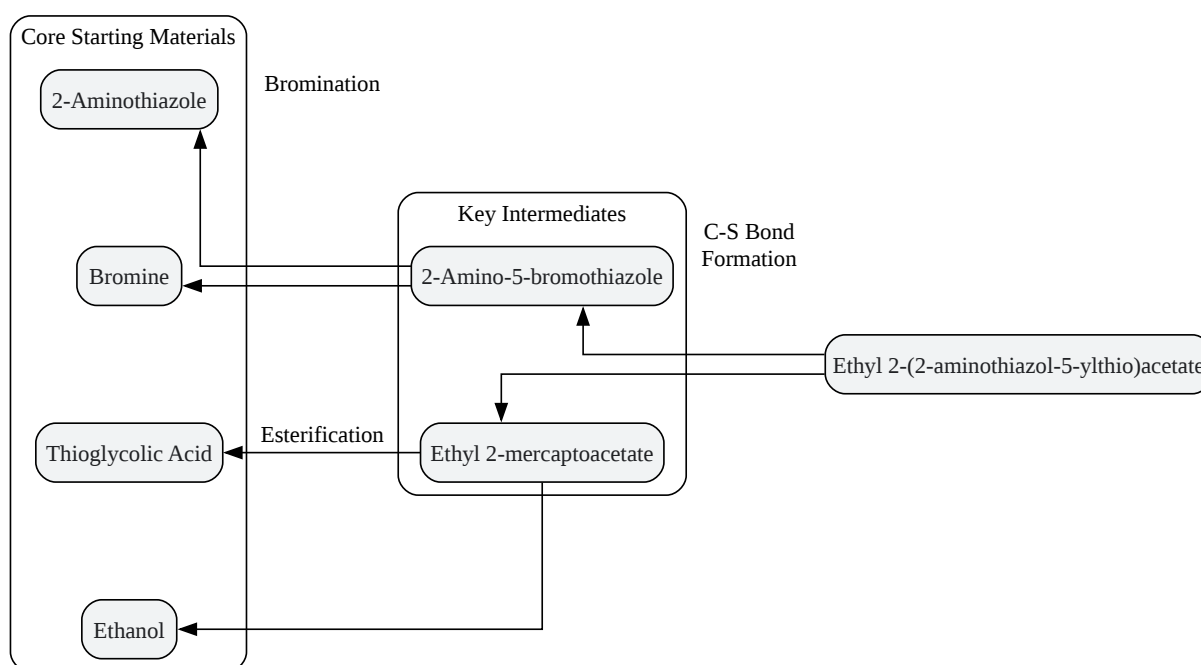 Core Starting Materials
2-Aminothiazole
Bromination
Key Intermediates
C-S Bond
Formation
Bromine
2-Amino-5-bromothiazole
Ethyl 2-(2-aminothiazol-5-ylthio)acetate
Esterification
Thioglycolic Acid
Ethyl 2-mercaptoacetate
Ethanol